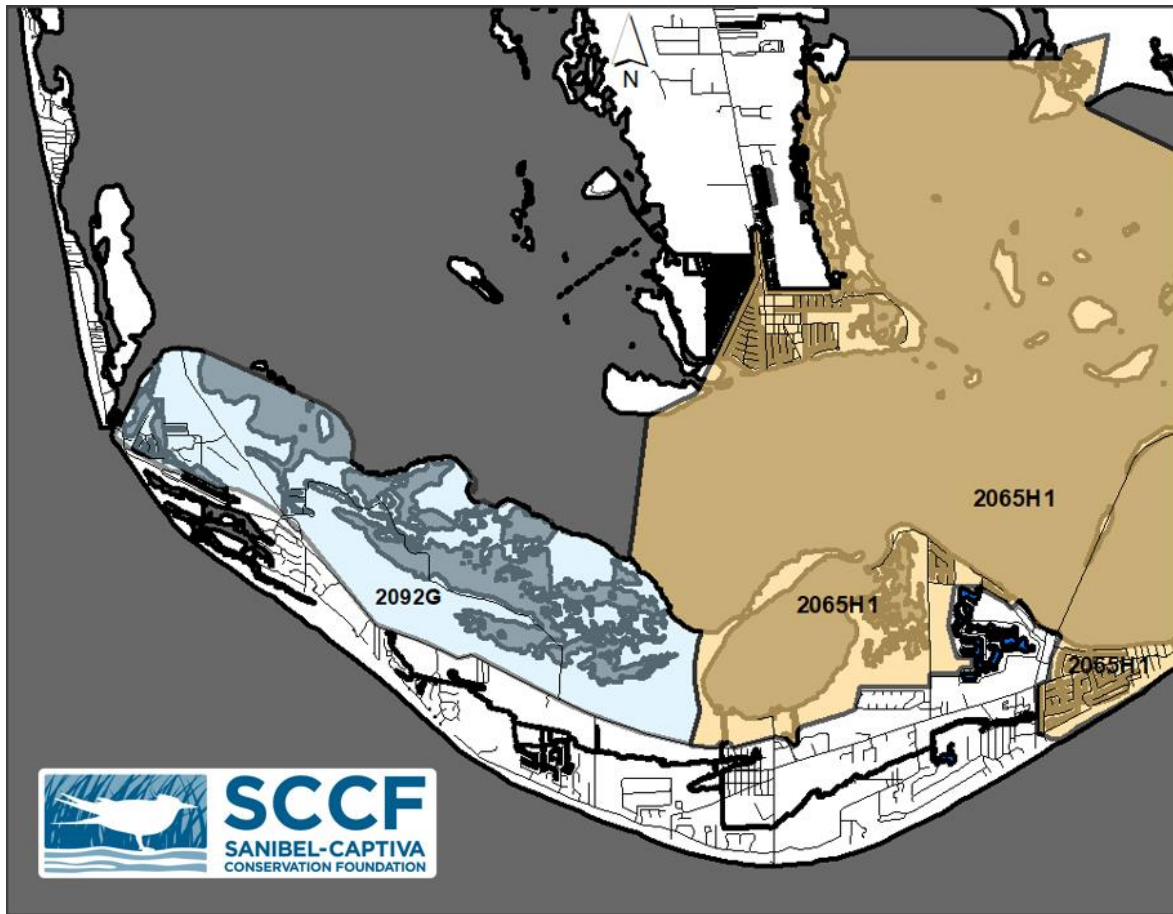 N
2065H1
2092G
2065H1
2065H1
SCCF
SANIBEL-CAPTIVA
CONSERVATION FOUNDATION